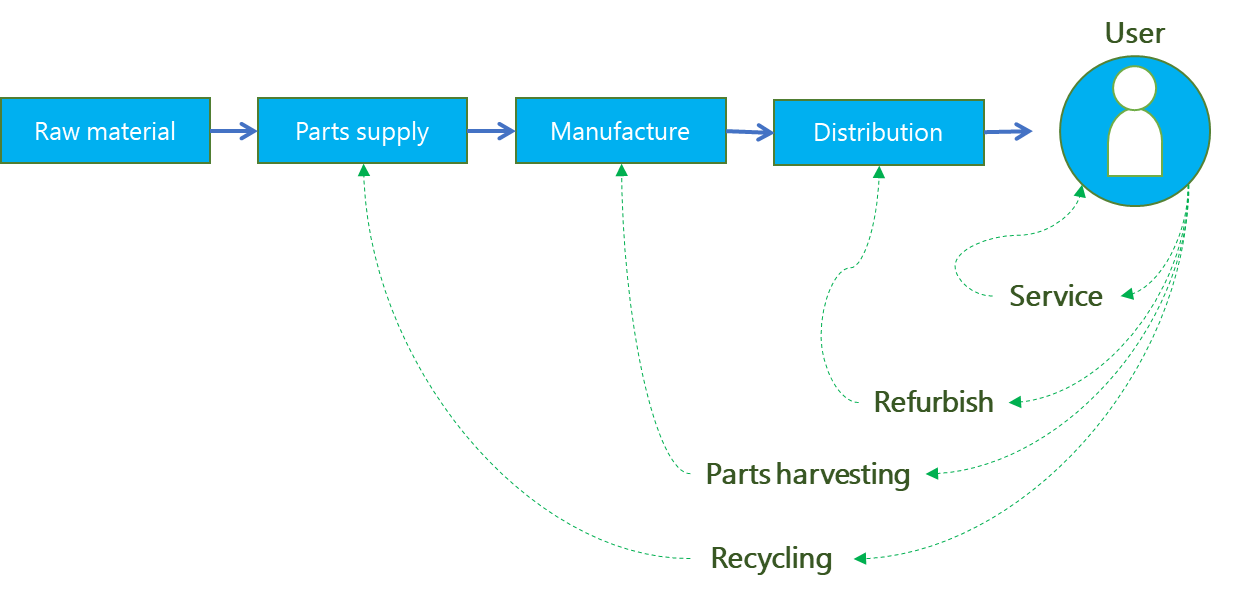 User
Raw material
Parts supply
Manufacture
Distribution
Service
Refurbish
Parts harvesting
Recycling